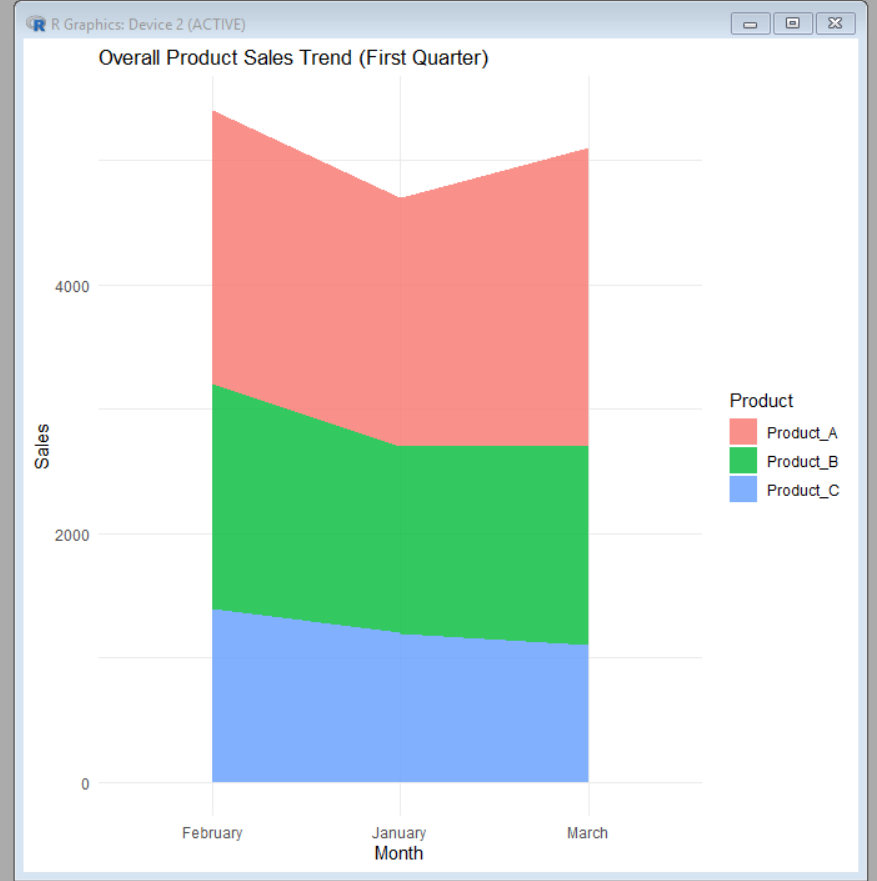 R Graphics: Device 2 (ACTIVE)
Overall Product Sales Trend (First Quarter)
4000
2000
0
Sales
February January March
Month
Product
Product_A
Product_B
Product_C